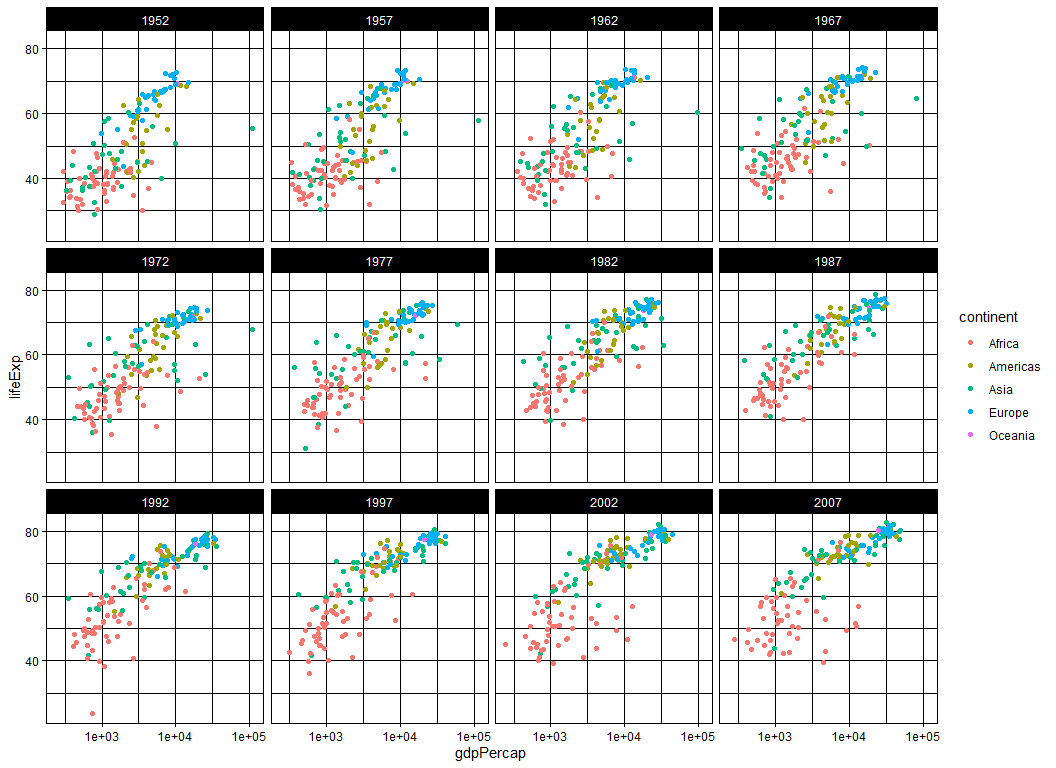 1952 1957 1962 1967
80
60
40
1972 1977 1982 1987
80
60
40
1992 1997 2002 2007
80
60
40
1e+03 1e+04 1e+05 1e+03 1e+04 1e+05 1e+03 1e+04 1e+05 1e+03 1e+04 1e+05
gdpPercap
lifeExp
continent
Africa
Americas
Asia
Europe
Oceania